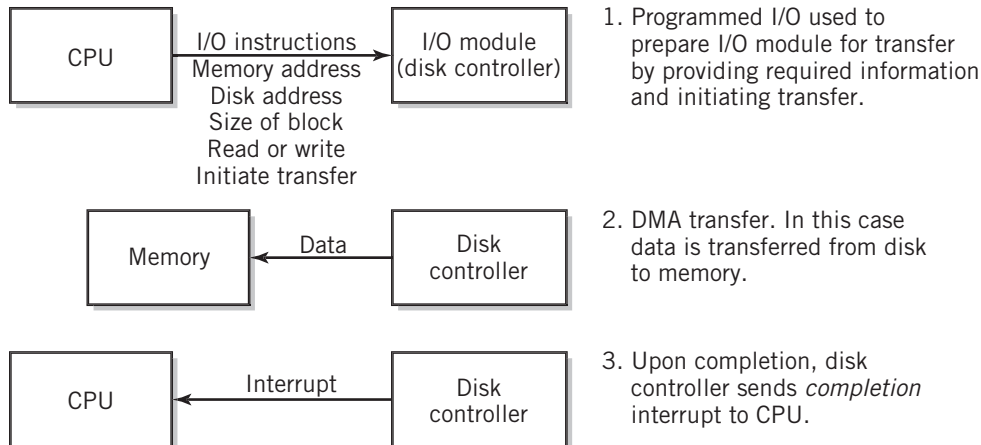 CPU
I/O instructions
Memory address
Disk address
Size of block
Read or write
Initiate transfer
I/O module
(disk controller)
1. Programmed I/O used to
prepare I/O module for transfer
by providing required information
and initiating transfer.
Memory
Data
Disk
controller
2. DMA transfer. In this case
data is transferred from disk
to memory.
CPU
Interrupt
Disk
controller
3. Upon completion, disk
controller sends completion
interrupt to CPU.